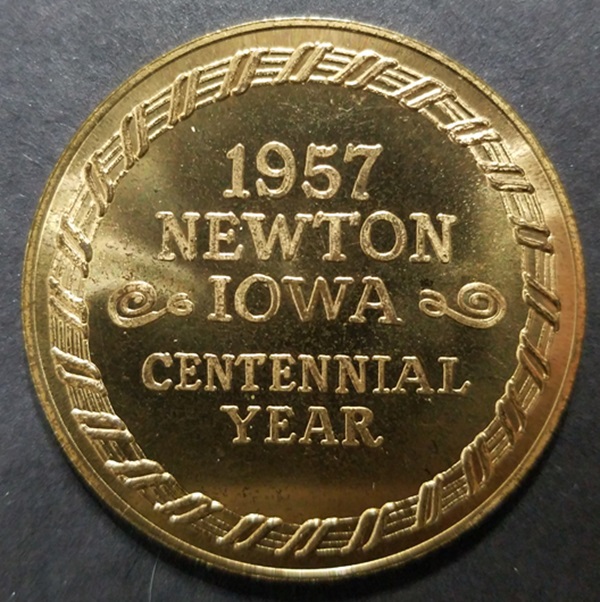 1957
NEWTON
IOWA
CENTENNIAL
YEAR